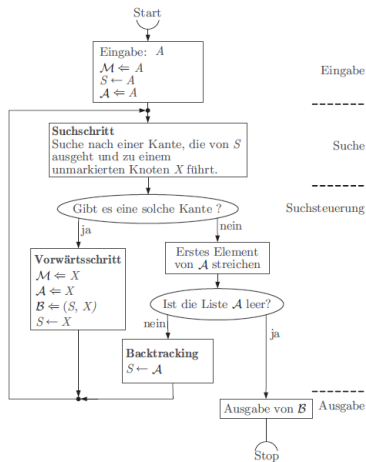 Start
Eingabe: A
ℳ ⇐ A
S ← A
𝒜 ⇐ A
Eingabe
Suchschritt
Suche nach einer Kante, die von S
ausgeht und zu einem
unmarkierten Knoten X führt.
Suche
Gibt es eine solche Kante ?
Suchsteuerung
ja
nein
Vorwärtsschritt
ℳ ⇐ X
𝒜 ⇐ X
ℬ ⇐ (S, X)
S ← X
Erstes Element
von 𝒜 streichen
Ist die Liste 𝒜 leer?
nein
ja
Backtracking
S ← 𝒜
Ausgabe von ℬ
Ausgabe
Stop